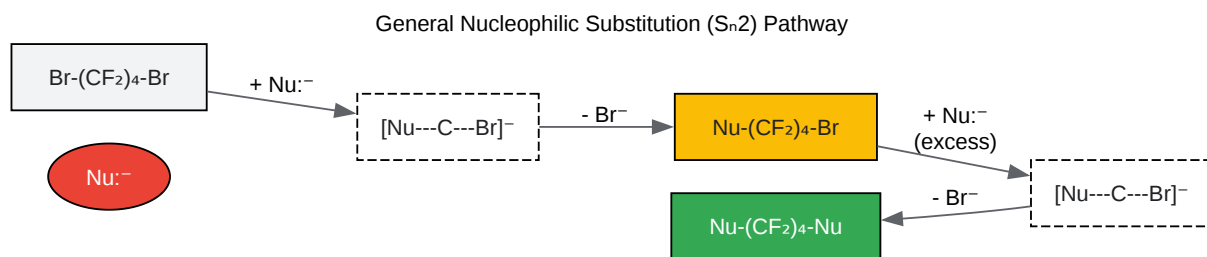 General Nucleophilic Substitution (Sₙ2) Pathway
Br-(CF₂)₄-Br
+ Nu:⁻
[Nu---C---Br]⁻
- Br⁻
Nu-(CF₂)₄-Br
+ Nu:⁻
(excess)
[Nu---C---Br]⁻
- Br⁻
Nu-(CF₂)₄-Nu
Nu:⁻